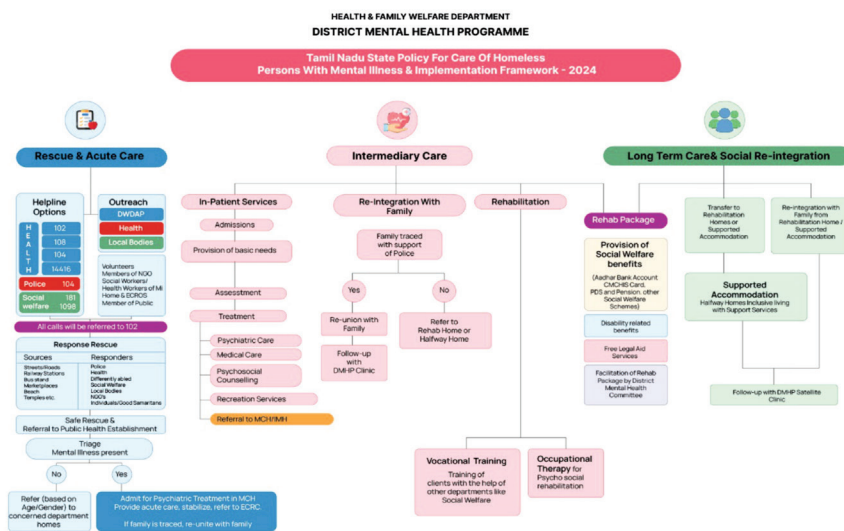 HEALTH & FAMILY WELFARE DEPARTMENT
DISTRICT MENTAL HEALTH PROGRAMME
Tamil Nadu State Policy For Care Of Homeless
Persons With Mental Illness & Implementation Framework - 2024
Rescue & Acute Care
Helpline
Options
HEALTH
102
108
104
14416
Police 104
Social
welfare
181
1098
Outreach
DWDAP
Health
Local Bodies
Volunteers
Members of NGO
Social Workers/
Health Workers of MI
Home & ECROS
Member of Public
All calls will be referred to 102
Response Rescue
Sources
Streets/Roads
Railway Stations
Bus stand
Marketplaces
Beach
Temples etc.
Responders
Police
Health
Differently abled
Social Welfare
Local Bodies
NGO's
Individuals/Good Samaritans
Safe Rescue &
Referral to Public Health Establishment
Triage
Mental Illness present
No
Yes
Refer (based on
Age/Gender) to
concerned department
homes
Admit for Psychiatric Treatment in MCH
Provide acute care, stabilize, refer to ECRC.
If family is traced, re-unite with family
Intermediary Care
In-Patient Services
Admissions
Provision of basic needs
Assessment
Treatment
Psychiatric Care
Medical Care
Psychosocial
Counselling
Recreation Services
Referral to MCH/IMH
Re-integration With
Family
Family traced
with support
of Police
Yes
No
Re-union with
Family
Follow-up
with
DMHP Clinic
Refer to
Rehab Home or
Halfway Home
Rehabilitation
Vocational Training
Training of
clients with the help
of other departments like
Social Welfare
Occupational
Therapy for
Psycho social
rehabilitation
Long Term Care& Social Re-integration
Rehab Package
Provision of
Social Welfare
benefits
(Aadhar Bank Account
CMCHIS Card,
PDS and Pension. other
Social Welfare
Schemes)
Disability related
benefits
Free Legal Aid
Services
Facilitation of Rehab
Package by District
Mental Health
Committee
Transfer to
Rehabilitation
Homes or
Supported
Accommodation
Re-integration with
Family from
Rehabilitation Home /
Supported
Accommodation
Supported
Accommodation
Halfway Homes Inclusive living
with Support Services
Follow-up with DMHP Satellite
Clinic